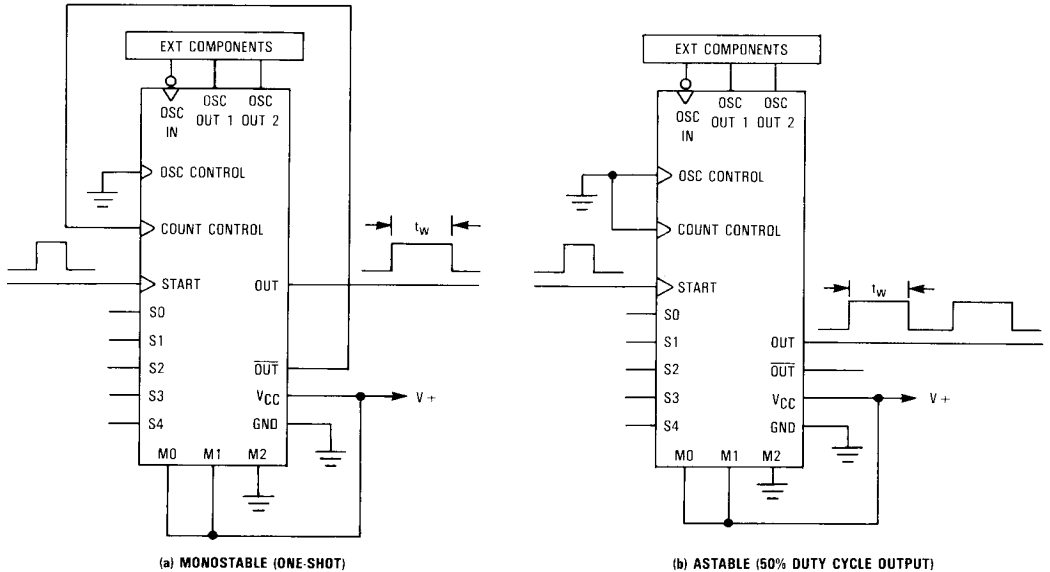 EXT COMPONENTS
OSC IN
OSC OUT 1
OSC OUT 2
OSC CONTROL
COUNT CONTROL
START
OUT
tW
S0
S1
S2
S3
S4
OUT
VCC
V+
GND
M0
M1
M2
(a) MONOSTABLE (ONE-SHOT)
EXT COMPONENTS
OSC IN
OSC OUT 1
OSC OUT 2
OSC CONTROL
COUNT CONTROL
START
tW
S0
S1
S2
S3
S4
OUT
OUT
VCC
V+
GND
M0
M1
M2
(b) ASTABLE (50% DUTY CYCLE OUTPUT)